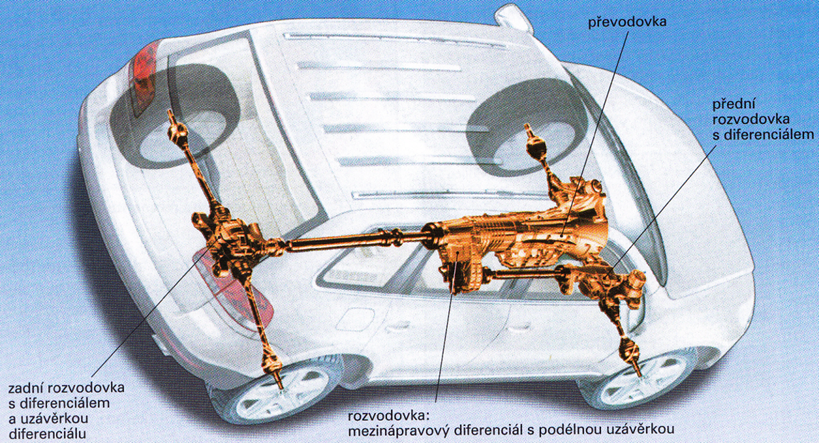 převodovka
přední
rozvodovka
s diferenciálem
zadní rozvodovka
s diferenciálem
a uzávěrkou
diferenciálu
rozvodovka:
mezinápravový diferenciál s podélnou uzávěrkou